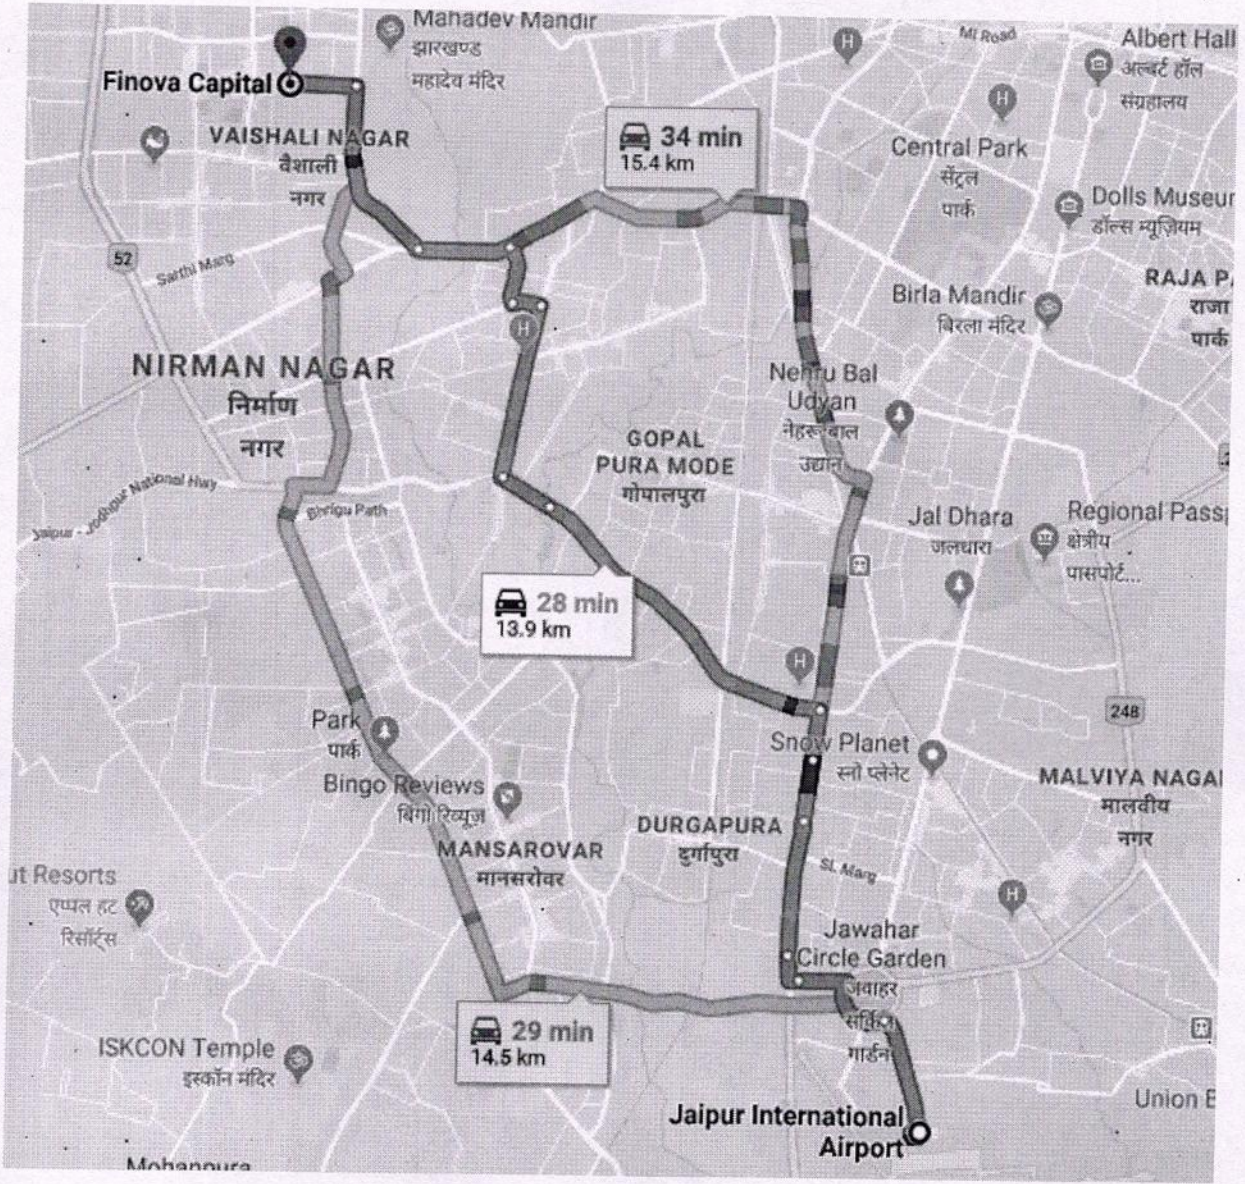 Mahadev Mandir
झारखण्ड
महादेव मंदिर
MI Road
Albert Hall
अल्बर्ट हॉल
संग्रहालय
Finova Capital
VAISHALI NAGAR
वैशाली
नगर
34 min
15.4 km
Central Park
सेंट्रल
पार्क
Dolls Museum
डॉल्स म्यूज़ियम
52
Sarthi Marg
RAJA P
राजा
पार्क
Birla Mandir
बिरला मंदिर
H
NIRMAN NAGAR
निर्माण
नगर
Nehru Bal
Udyan
नेहरू बाल
उद्यान
GOPAL
PURA MODE
गोपालपुरा
Jaipur - Jodhpur National Hwy
Bhrigu Path
Jal Dhara
जलधारा
Regional Passp
क्षेत्रीय
पासपोर्ट...
28 min
13.9 km
Park
पार्क
248
Snow Planet
स्नो प्लेनेट
Bingo Reviews
बिंगो रिव्यूज़
MALVIYA NAGAR
मालवीय
नगर
DURGAPURA
दुर्गापुरा
MANSAROVAR
मानसरोवर
SL Marg
ut Resorts
एप्पल हट
रिसॉर्ट्स
Jawahar
Circle Garden
जवाहर
सर्किल
गार्डन
29 min
14.5 km
ISKCON Temple
इस्कॉन मंदिर
Jaipur International
Airport
Union B
Mohanpura